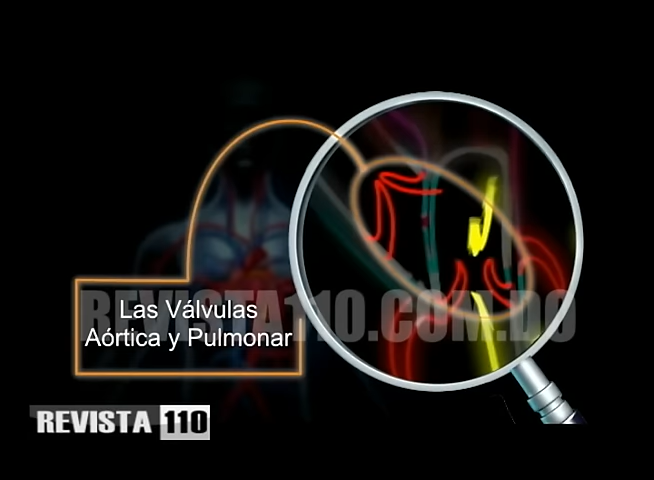 REVISTA110.COM.DO
Las Válvulas
Aórtica y Pulmonar
REVISTA 110